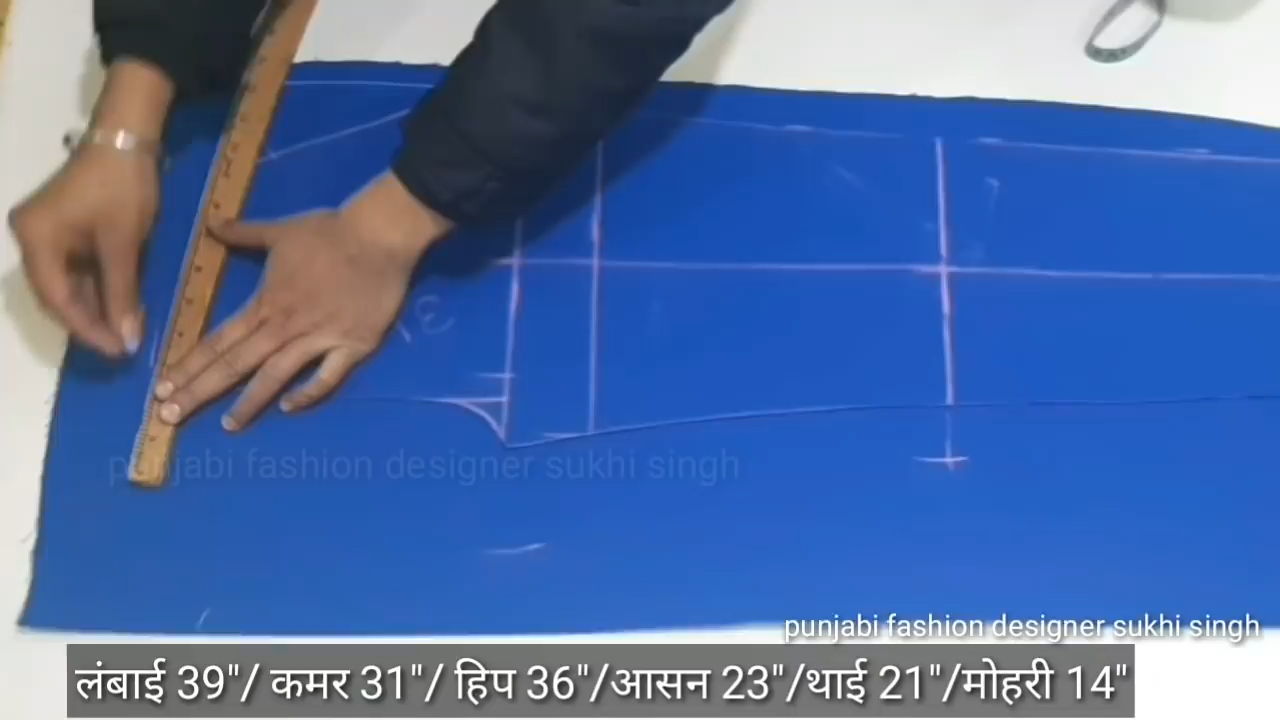 31
punjabi fashion designer sukhi singh
punjabi fashion designer sukhi singh
लंबाई 39"/ कमर 31"/ हिप 36"/आसन 23"/थाई 21"/मोहरी 14"